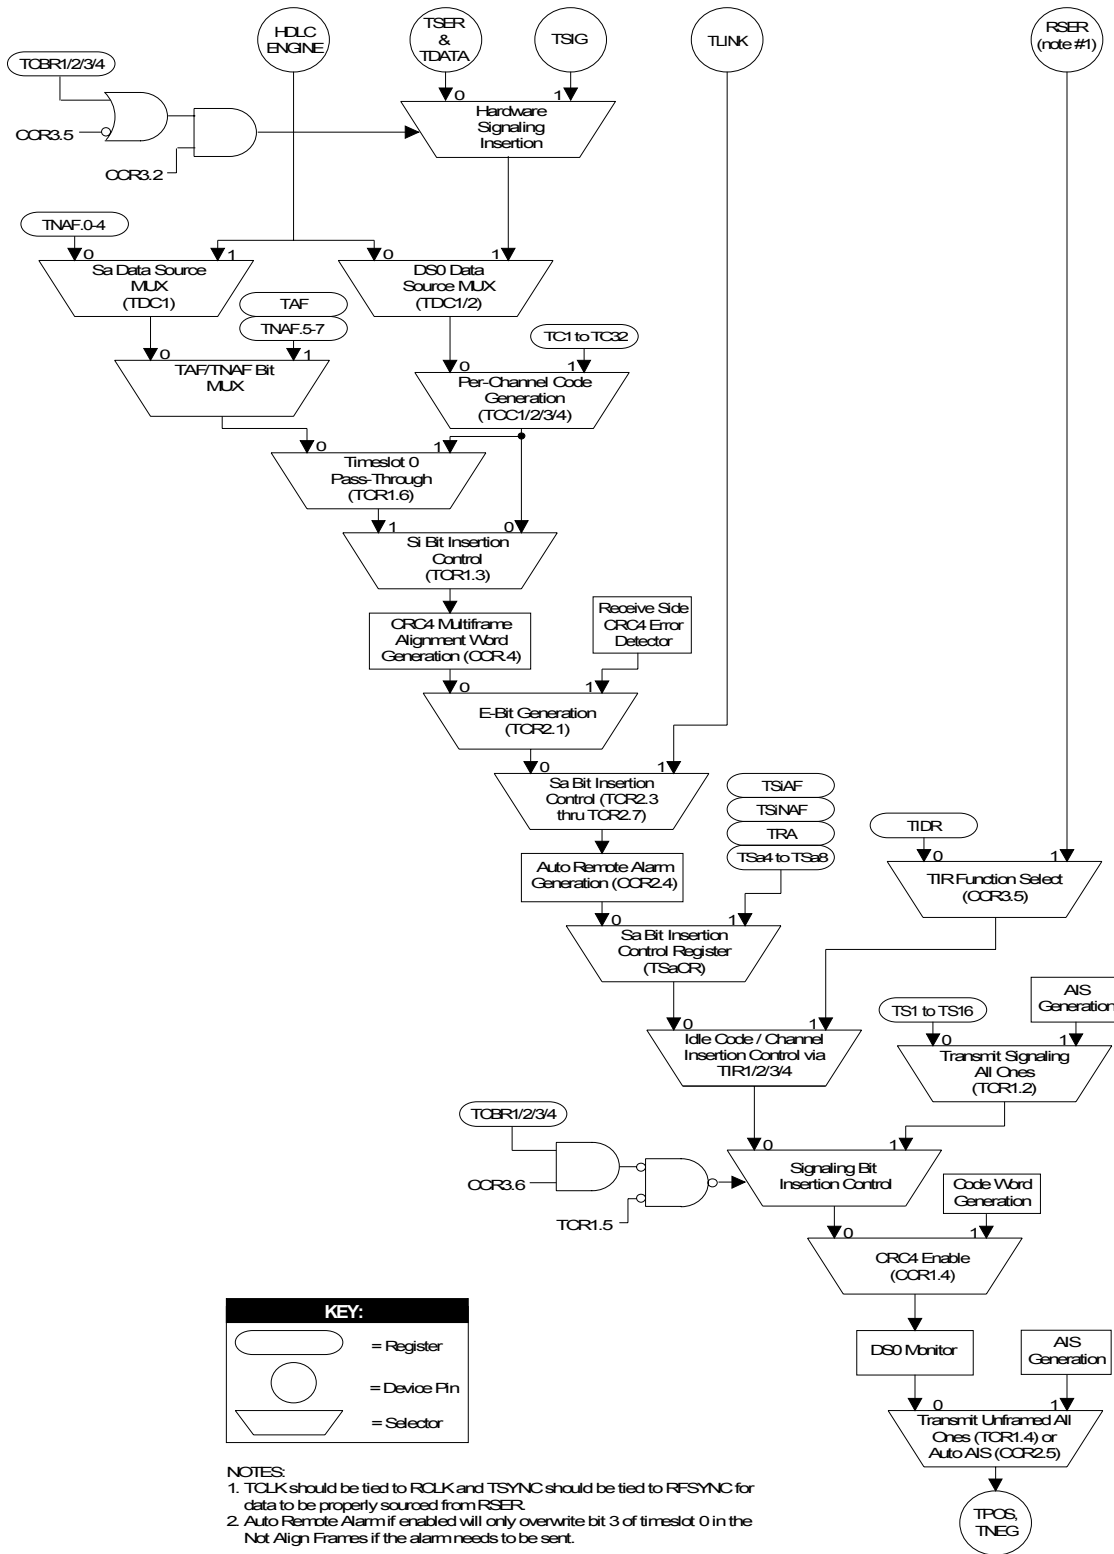 HDLC
ENGINE
TSER
&
TDATA
TSIG
TLINK
RSER
(note #1)
TCBR1/2/3/4
CCR3.5
CCR3.2
0
1
Hardware
Signaling
Insertion
TNAF.0-4
0
1
Sa Data Source
MUX
(TDC1)
0
1
DS0 Data
Source MUX
(TDC1/2)
TAF
TNAF.5-7
0
1
TAF/TNAF Bit
MUX
TC1 to TC32
0
1
Per-Channel Code
Generation
(TCC1/2/3/4)
0
1
Timeslot 0
Pass-Through
(TCR1.6)
1
0
Si Bit Insertion
Control
(TCR1.3)
CRC4 Multiframe
Alignment Word
Generation (CCR.4)
Receive Side
CRC4 Error
Detector
0
1
E-Bit Generation
(TCR2.1)
0
1
Sa Bit Insertion
Control (TCR2.3
thru TCR2.7)
TSiAF
TSiNAF
TRA
TSa4 to TSa8
Auto Remote Alarm
Generation (CCR2.4)
0
1
Sa Bit Insertion
Control Register
(TSaCR)
TIDR
0
1
TIR Function Select
(CCR3.5)
0
1
Idle Code / Channel
Insertion Control via
TIR1/2/3/4
TS1 to TS16
AIS
Generation
0
1
Transmit Signaling
All Ones
(TCR1.2)
TCBR1/2/3/4
CCR3.6
TCR1.5
0
1
Signaling Bit
Insertion Control
Code Word
Generation
0
1
CRC4 Enable
(CCR1.4)
DS0 Monitor
AIS
Generation
0
1
Transmit Unframed All
Ones (TCR1.4) or
Auto AIS (CCR2.5)
TPOS,
TNEG
KEY:
= Register
= Device Pin
= Selector
NOTES:
1. TCLK should be tied to RCLK and TSYNC should be tied to RFSYNC for
data to be properly sourced from RSER.
2. Auto Remote Alarm if enabled will only overwrite bit 3 of timeslot 0 in the
Not Align Frames if the alarm needs to be sent.